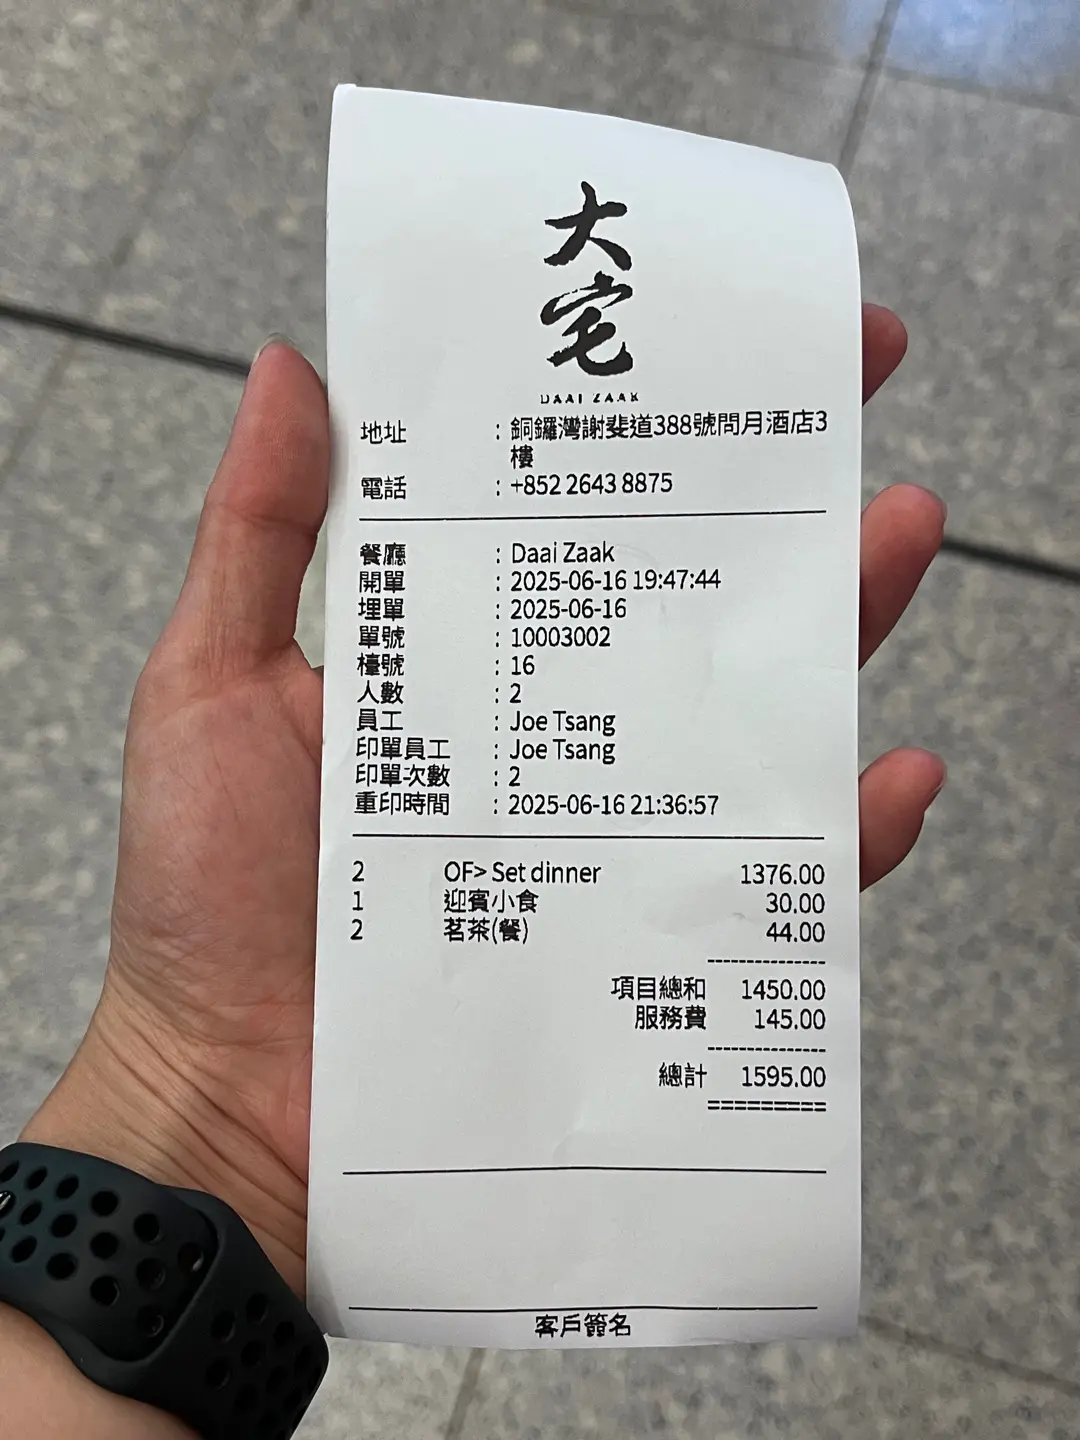 大宅
DAAI ZAAK
地址 : 銅鑼灣謝斐道388號問月酒店3
樓
電話 : +852 2643 8875
餐廳 : Daai Zaak
開單 : 2025-06-16 19:47:44
埋單 : 2025-06-16
單號 : 10003002
檯號 : 16
人數 : 2
員工 : Joe Tsang
印單員工 : Joe Tsang
印單次數 : 2
重印時間 : 2025-06-16 21:36:57
2 OF> Set dinner 1376.00
1 迎賓小食 30.00
2 茗茶(餐) 44.00
---------------
項目總和 1450.00
服務費 145.00
---------------
總計 1595.00
=========
客戶簽名